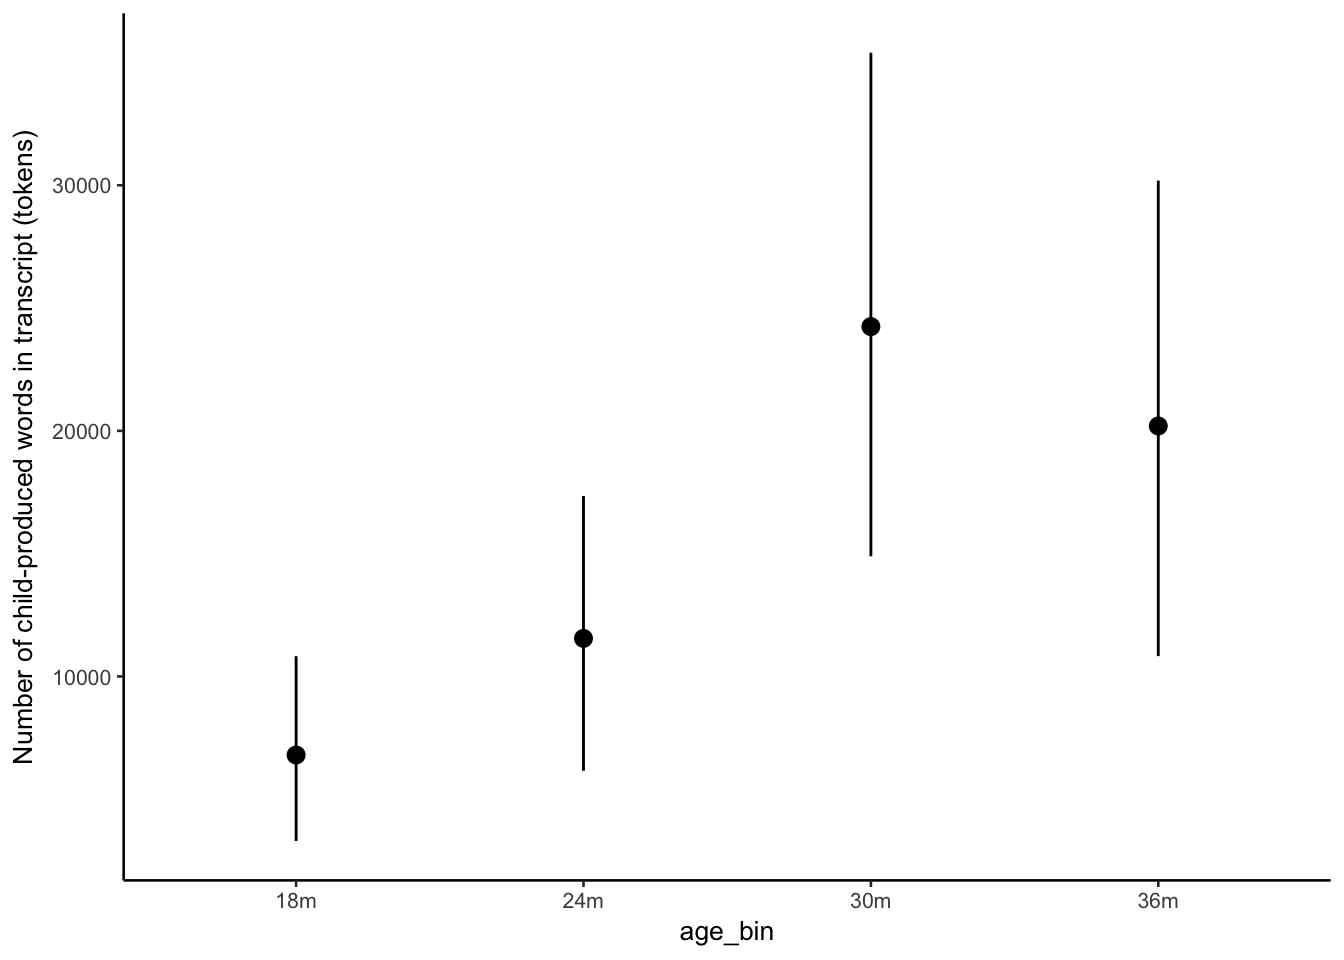 Number of child-produced words in transcript (tokens)
30000
20000
10000
18m 24m 30m 36m
age_bin